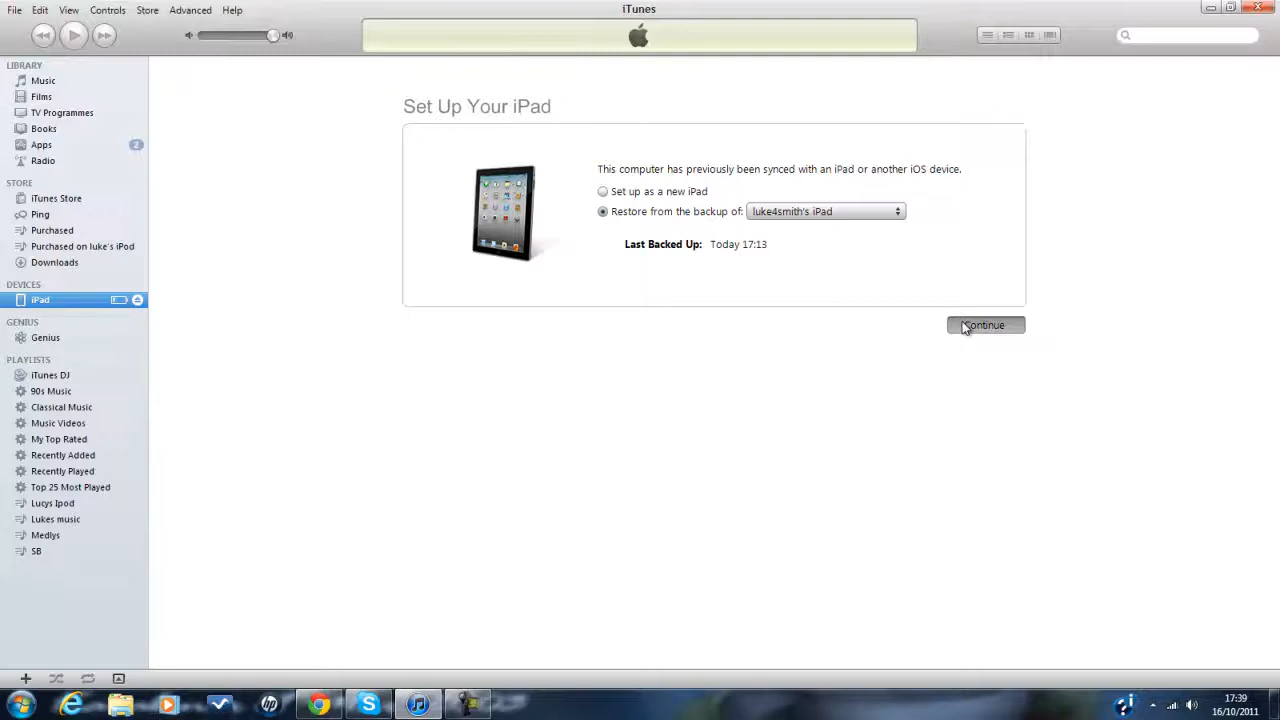 File Edit View Controls Store Advanced Help
iTunes
LIBRARY
Music
Films
TV Programmes
Books
Apps 2
Radio
STORE
iTunes Store
Ping
Purchased
Purchased on luke's iPod
Downloads
DEVICES
iPad
GENIUS
Genius
PLAYLISTS
iTunes DJ
90s Music
Classical Music
Music Videos
My Top Rated
Recently Added
Recently Played
Top 25 Most Played
Lucys Ipod
Lukes music
Medlys
SB
Set Up Your iPad
This computer has previously been synced with an iPad or another iOS device.
Set up as a new iPad
Restore from the backup of: luke4smith's iPad
Last Backed Up: Today 17:13
Continue
hp
17:39
16/10/2011